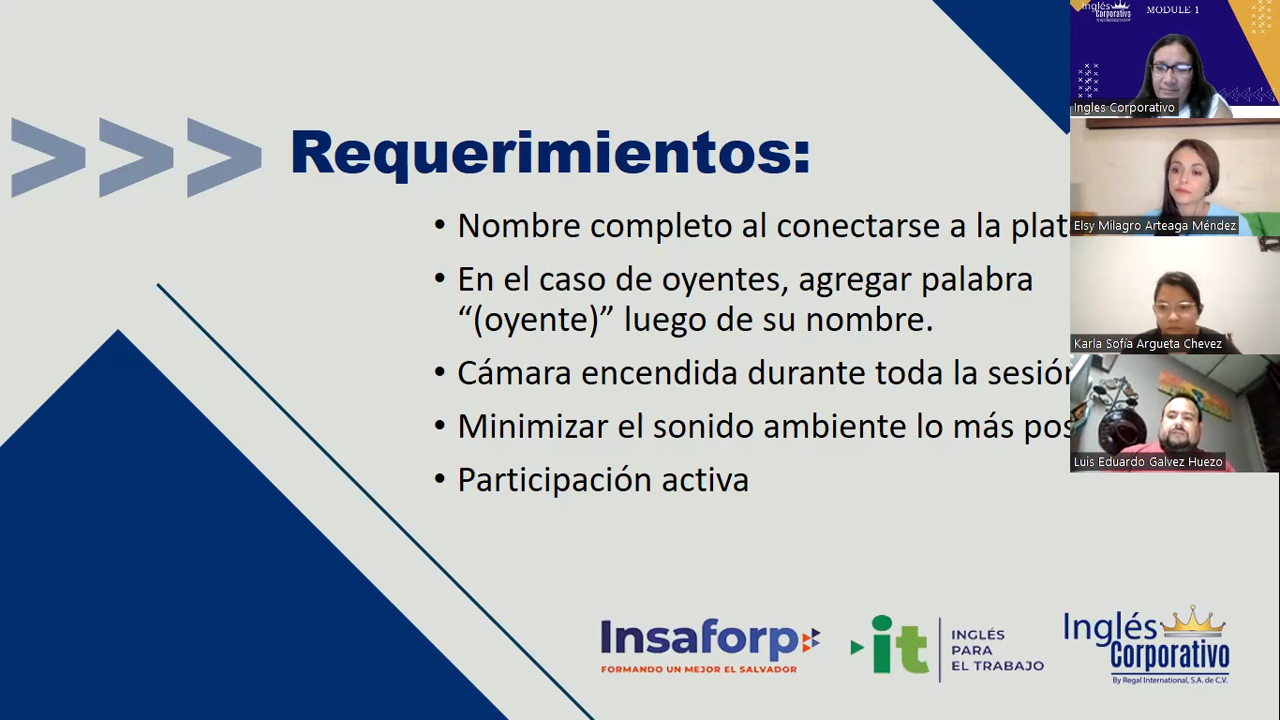 >>> Requerimientos:
• Nombre completo al conectarse a la plat
• En el caso de oyentes, agregar palabra
“(oyente)” luego de su nombre.
• Cámara encendida durante toda la sesión
• Minimizar el sonido ambiente lo más pos
• Participación activa
Insaforp
FORMANDO UN MEJOR EL SALVADOR
it
INGLÉS
PARA
EL TRABAJO
Inglés
Corporativo
By Regal International, S.A. de C.V.
Inglés
Corporativo
MODULE 1
Ingles Corporativo
Elsy Milagro Arteaga Méndez
Karla Sofía Argueta Chevez
Luis Eduardo Galvez Huezo